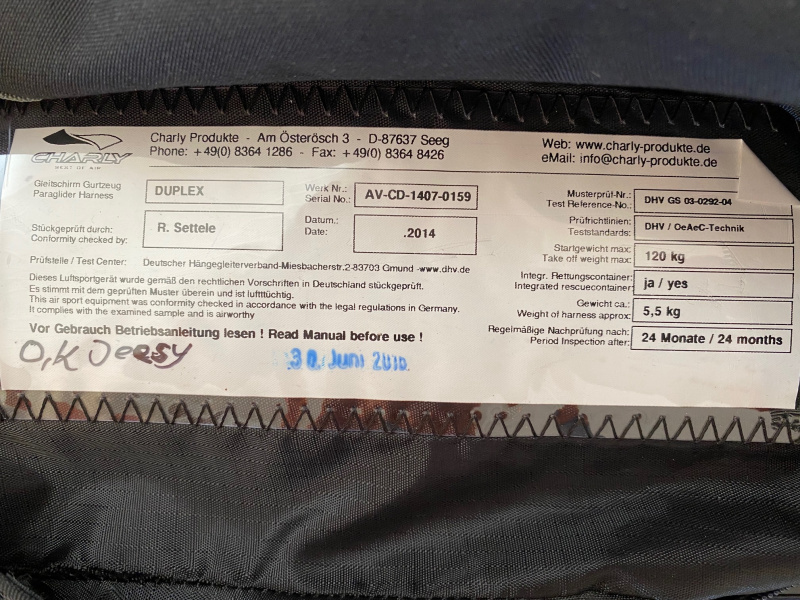 CHARLY
Charly Produkte - Am Österösch 3 - D-87637 Seeg
Phone: +49(0) 8364 1286 - Fax: +49(0) 8364 8426
Web: www.charly-produkte.de
eMail: info@charly-produkte.de
Gleitschirm Gurtzeug
Paraglider Harness
DUPLEX
Werk Nr.:
Serial No.:
AV-CD-1407-0159
Musterprüf-Nr.:
Test Reference-No.:
DHV GS 03-0292-04
Stückgeprüft durch:
Conformity checked by:
R. Settele
Datum.:
Date:
.2014
Prüfrichtlinien:
Teststandards:
DHV / OeAeC-Technik
Startgewicht max:
Take off weight max:
120 kg
Prüfstelle / Test Center: Deutscher Hängegleiterverband-Miesbacherstr.2-83703 Gmund -www.dhv.de
Integr. Rettungscontainer:
Integrated rescuecontainer:
ja / yes
Dieses Luftsportgerät wurde gemäß den rechtlichen Vorschriften in Deutschland stückgeprüft.
Es stimmt mit dem geprüften Muster überein und ist lufttüchtig.
This air sport equipment was conformity checked in accordance with the legal regulations in Germany.
It complies with the examined sample and is airworthy
Gewicht ca.:
Weight of harness approx:
5,5 kg
Vor Gebrauch Betriebsanleitung lesen ! Read Manual before use !
Regelmäßige Nachprüfung nach:
Period Inspection after:
24 Monate / 24 months
O,K
30. Juni